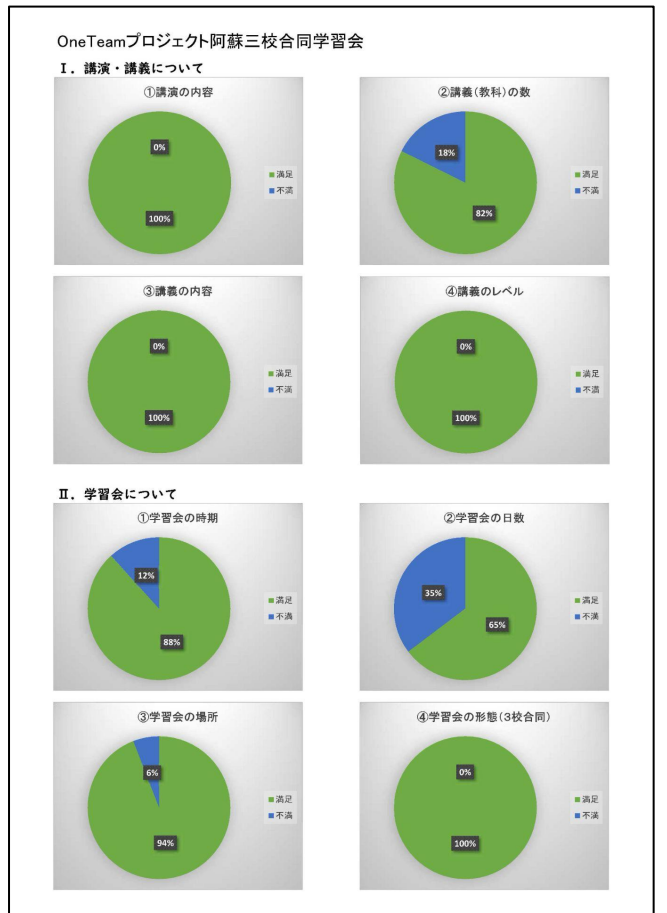 OneTeamプロジェクト阿蘇三校合同学習会
Ⅰ．講演・講義について
①講演の内容
0%
100%
満足
不満
②講義(教科)の数
18%
82%
満足
不満
③講義の内容
0%
100%
満足
不満
④講義のレベル
0%
100%
満足
不満
Ⅱ．学習会について
①学習会の時期
12%
88%
満足
不満
②学習会の日数
35%
65%
満足
不満
③学習会の場所
6%
94%
満足
不満
④学習会の形態(3校合同)
0%
100%
満足
不満